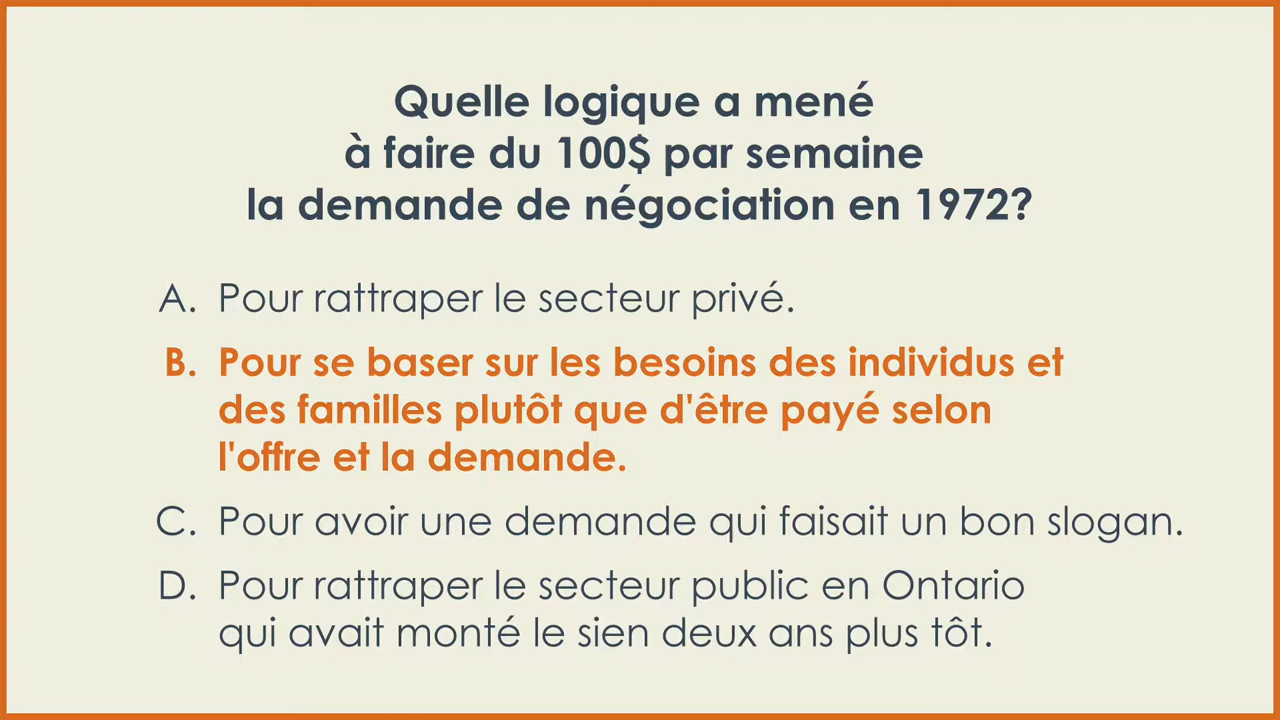 Quelle logique a mené
à faire du 100$ par semaine
la demande de négociation en 1972?
A. Pour rattraper le secteur privé.
B. Pour se baser sur les besoins des individus et
des familles plutôt que d'être payé selon
l'offre et la demande.
C. Pour avoir une demande qui faisait un bon slogan.
D. Pour rattraper le secteur public en Ontario
qui avait monté le sien deux ans plus tôt.